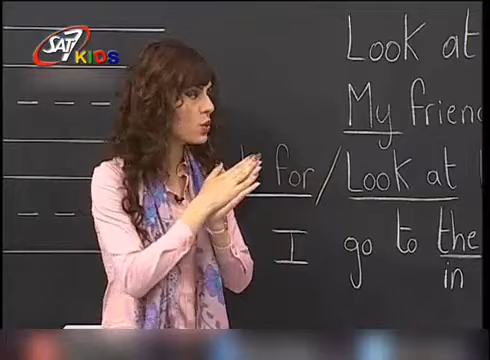 SAT7
KIDS
Look at
My frien
for / Look at
I go to the
in